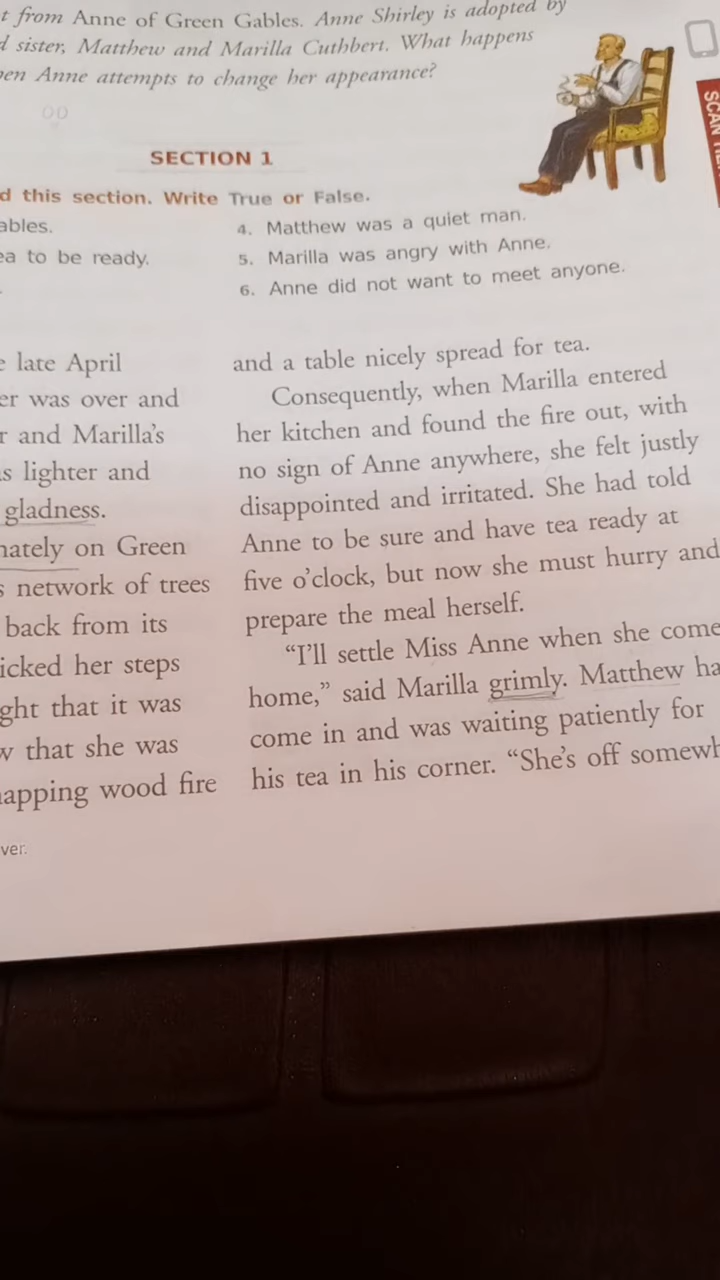 t from Anne of Green Gables. Anne Shirley is adopted by
d sister, Matthew and Marilla Cuthbert. What happens
en Anne attempts to change her appearance?
SECTION 1
d this section. Write True or False.
ables.
ea to be ready.
4. Matthew was a quiet man.
5. Marilla was angry with Anne.
6. Anne did not want to meet anyone.
e late April
er was over and
r and Marilla's
s lighter and
gladness.
nately on Green
s network of trees
back from its
icked her steps
ght that it was
w that she was
napping wood fire
ver.
and a table nicely spread for tea.
Consequently, when Marilla entered
her kitchen and found the fire out, with
no sign of Anne anywhere, she felt justly
disappointed and irritated. She had told
Anne to be sure and have tea ready at
five o'clock, but now she must hurry and
prepare the meal herself.
"I'll settle Miss Anne when she come
home," said Marilla grimly. Matthew ha
come in and was waiting patiently for
his tea in his corner. "She's off somewh
SCAN